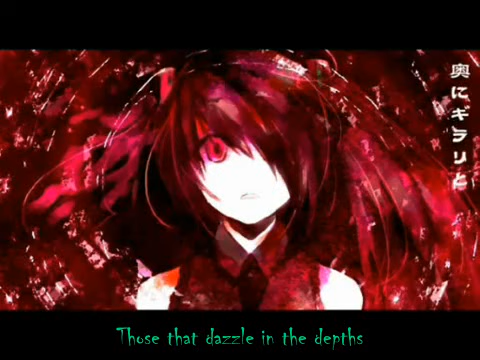 奥にギラリと
Those that dazzle in the depths